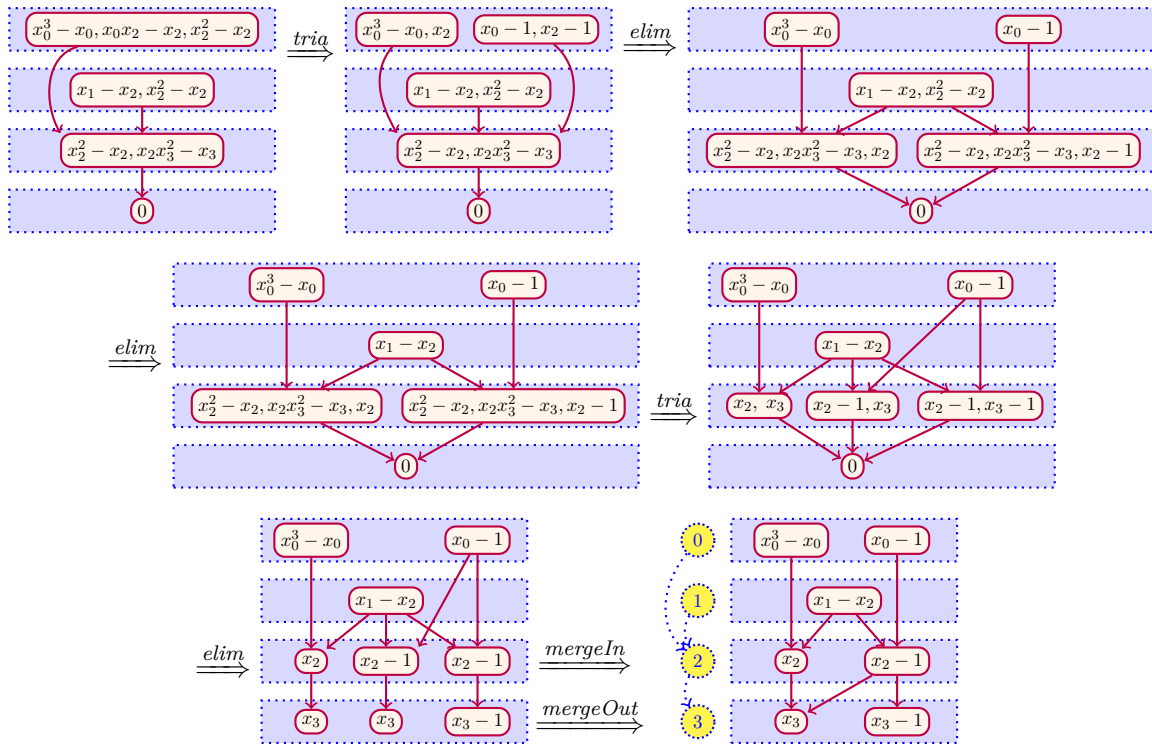 $x_0^3 - x_0, x_0x_2 - x_2, x_2^2 - x_2$
$x_1 - x_2, x_2^2 - x_2$
$x_2^2 - x_2, x_2x_3^2 - x_3$
0
tria
$x_0^3 - x_0, x_2$ $x_0 - 1, x_2 - 1$
$x_1 - x_2, x_2^2 - x_2$
$x_2^2 - x_2, x_2x_3^2 - x_3$
0
elim
$x_0^3 - x_0$ $x_0 - 1$
$x_1 - x_2, x_2^2 - x_2$
$x_2^2 - x_2, x_2x_3^2 - x_3, x_2$ $x_2^2 - x_2, x_2x_3^2 - x_3, x_2 - 1$
0
elim
$x_0^3 - x_0$ $x_0 - 1$
$x_1 - x_2$
$x_2^2 - x_2, x_2x_3^2 - x_3, x_2$ $x_2^2 - x_2, x_2x_3^2 - x_3, x_2 - 1$
0
tria
$x_0^3 - x_0$ $x_0 - 1$
$x_1 - x_2$
$x_2, x_3$ $x_2 - 1, x_3$ $x_2 - 1, x_3 - 1$
0
elim
$x_0^3 - x_0$ $x_0 - 1$
$x_1 - x_2$
$x_2$ $x_2 - 1$ $x_2 - 1$
$x_3$ $x_3$ $x_3 - 1$
mergeIn
mergeOut
0 $x_0^3 - x_0$ $x_0 - 1$
1 $x_1 - x_2$
2 $x_2$ $x_2 - 1$
3 $x_3$ $x_3 - 1$